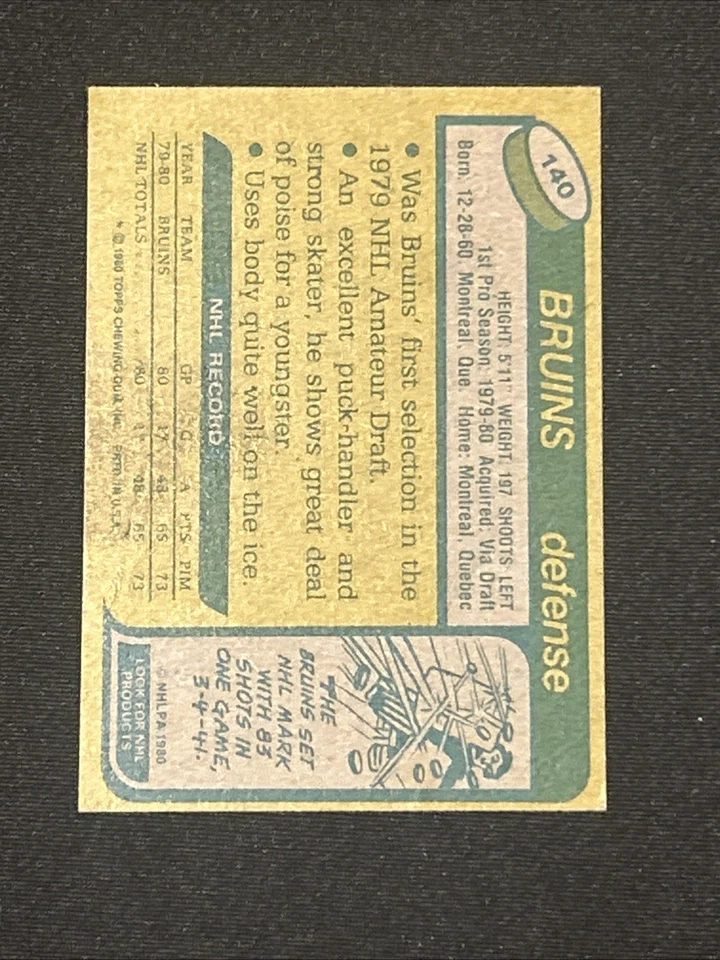 140
BRUINS defense
HEIGHT: 5'11" WEIGHT: 197 SHOOTS: LEFT
1st Pro Season: 1979-80 Acquired: Via Draft
Born: 12-28-60 Montreal, Que. Home: Montreal, Quebec
• Was Bruins' first selection in the
1979 NHL Amateur Draft.
• An excellent puck-handler and
strong skater, he shows great deal
of poise for a youngster.
• Uses body quite well on the ice.
NHL RECORD
YEAR TEAM GP G A PTS PIM
79-80 BRUINS 80 17 48 65 73
NHL TOTALS 80 48 65 73
* © 1980 TOPPS CHEWING GUM, INC. PRTD. IN U.S.A.
THE
BRUINS SET
NHL MARK
WITH 83
SHOTS IN
ONE GAME,
3-4-41.
© NHLPA 1980
LOOK FOR NHL
PRODUCTS